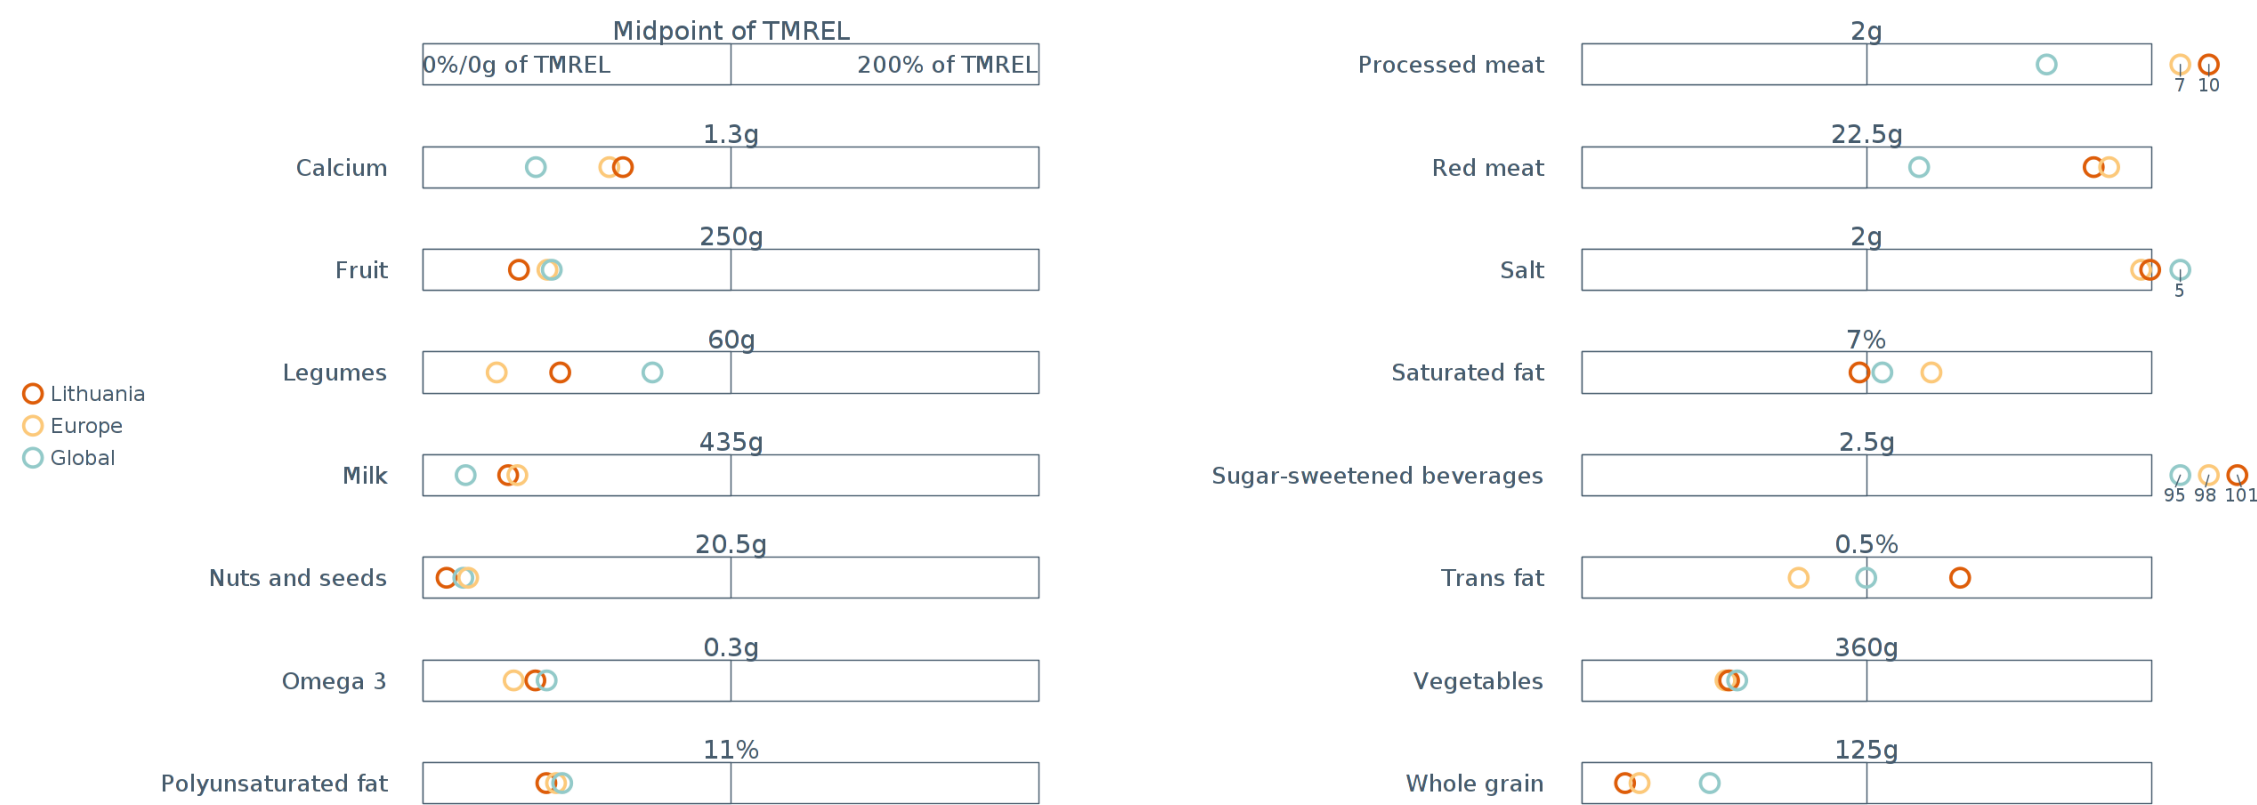 Midpoint of TMREL
0%/0g of TMREL 200% of TMREL
Calcium 1.3g
Fruit 250g
Legumes 60g
Milk 435g
Nuts and seeds 20.5g
Omega 3 0.3g
Polyunsaturated fat 11%
Lithuania
Europe
Global
Processed meat 2g
7 10
Red meat 22.5g
Salt 2g
5
Saturated fat 7%
Sugar-sweetened beverages 2.5g
95 98 101
Trans fat 0.5%
Vegetables 360g
Whole grain 125g